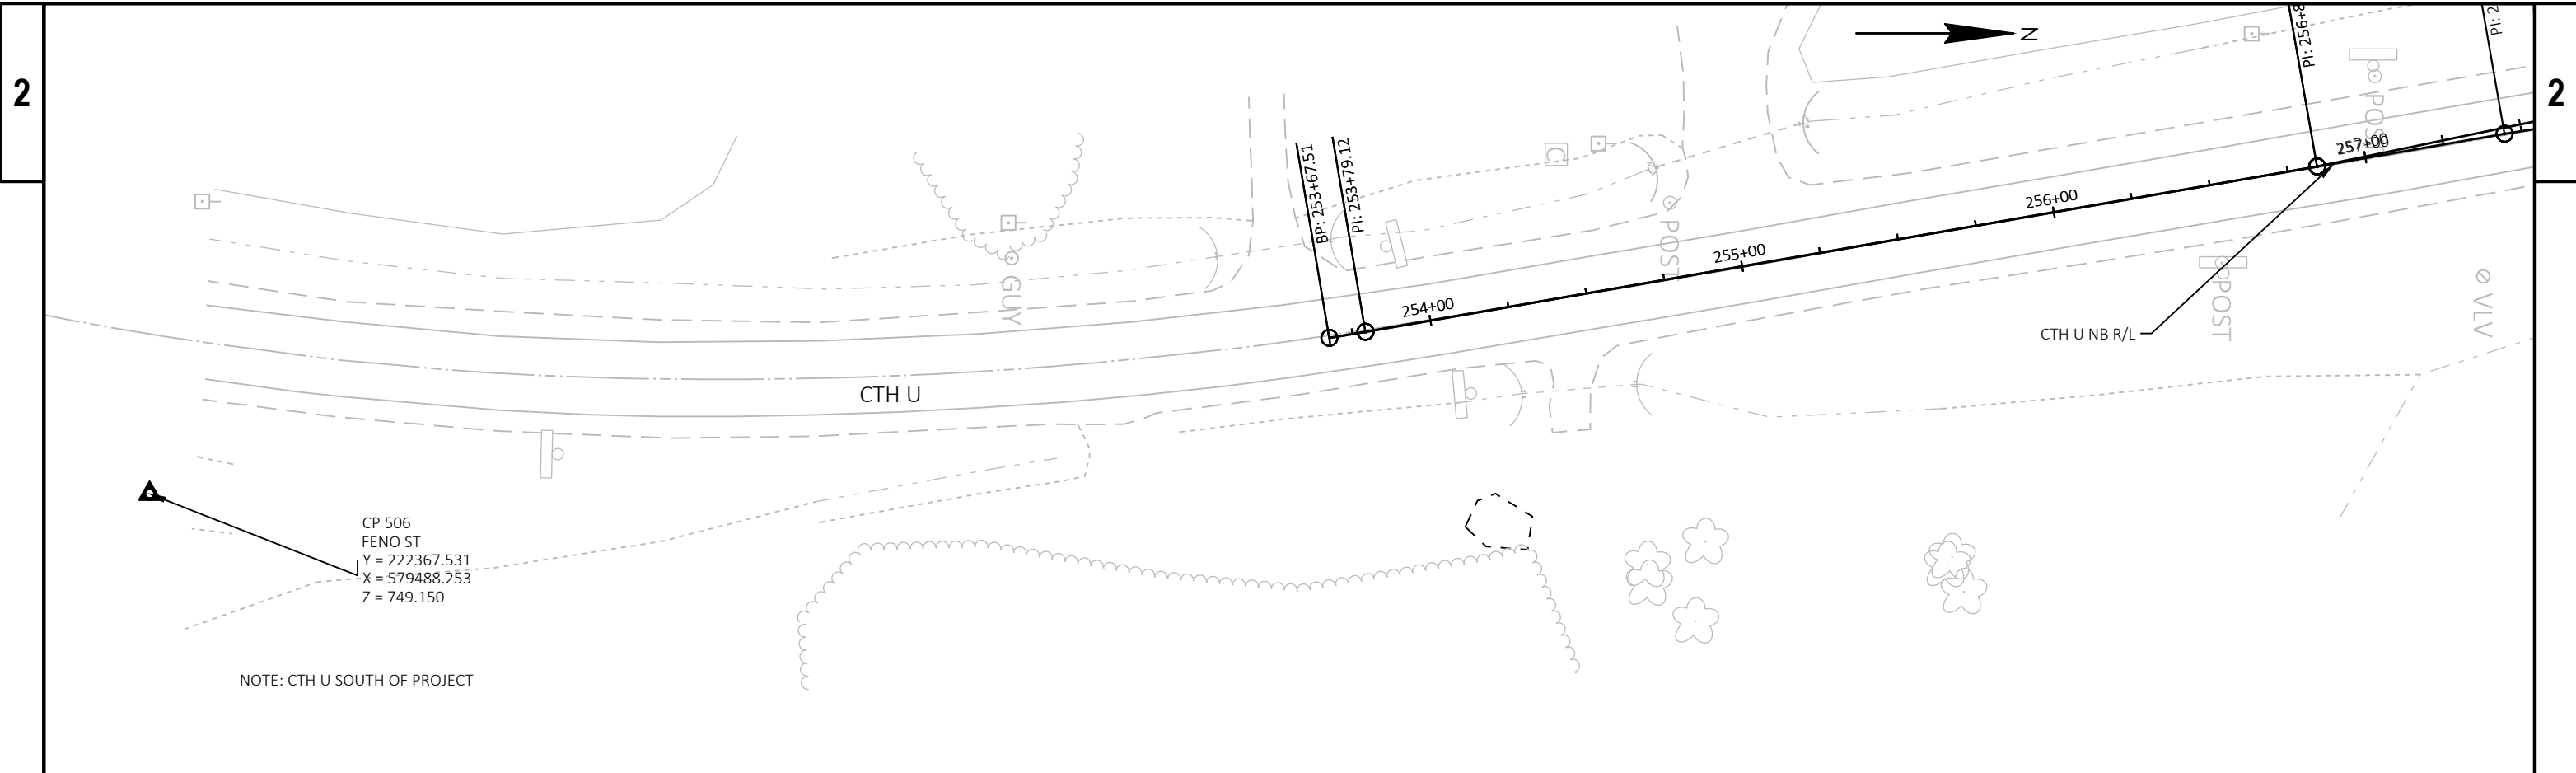 2
2
N
PI: 256+8
PI: 2
POST
257+00
BP: 253+67.51
PI: 253+79.12
C
POST
256+00
255+00
254+00
GUY
CTH U NB R/L
POST
VLV
CTH U
CP 506
FENO ST
Y = 222367.531
X = 579488.253
Z = 749.150
NOTE: CTH U SOUTH OF PROJECT